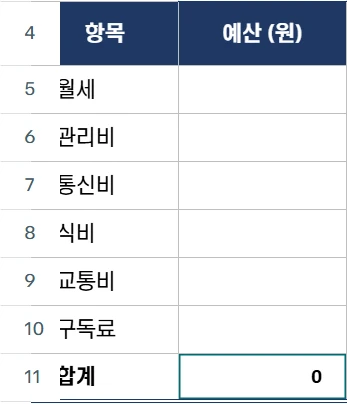 4 항목 예산 (원)
5 월세
6 관리비
7 통신비
8 식비
9 교통비
10 구독료
11 합계 0